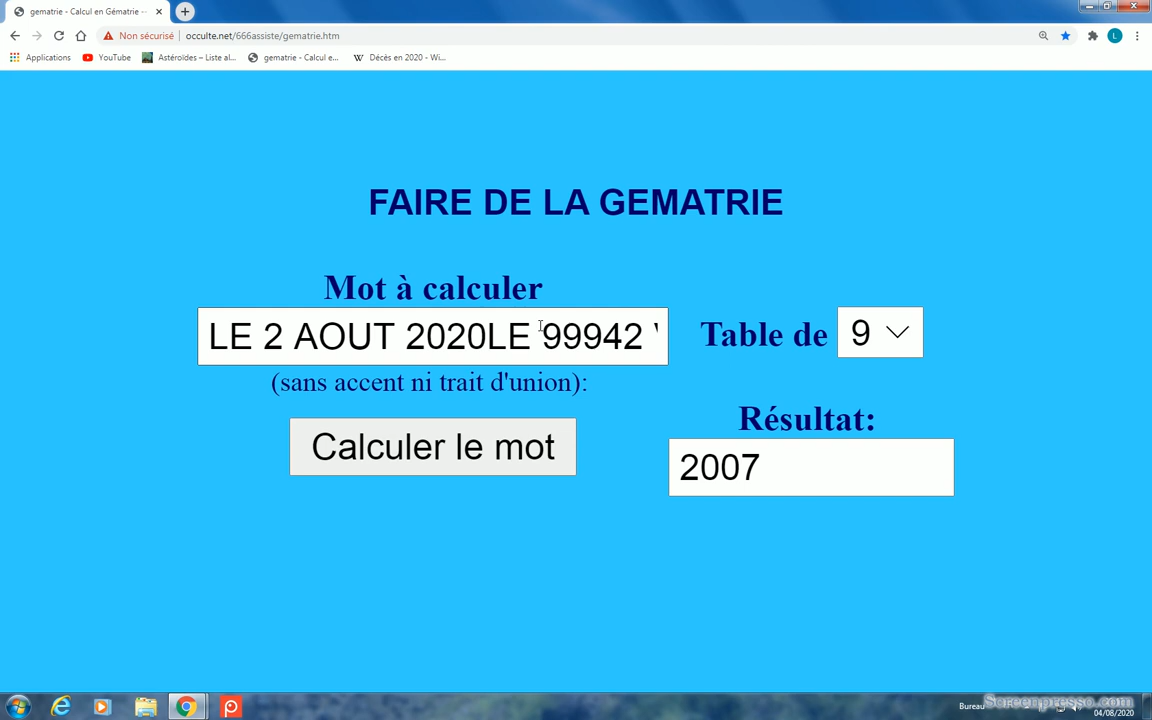 gematrie - Calcul en Gématrie -
Non sécurisé
occulte.net/666assiste/gematrie.htm
L
Applications
YouTube
Astéroïdes – Liste al...
gematrie - Calcul e...
Décès en 2020 - Wi...
FAIRE DE LA GEMATRIE
Mot à calculer
LE 2 AOUT 2020LE 99942
Table de 9
(sans accent ni trait d'union):
Résultat:
Calculer le mot
2007
Bureau
Screenpresso.com
04/08/2020